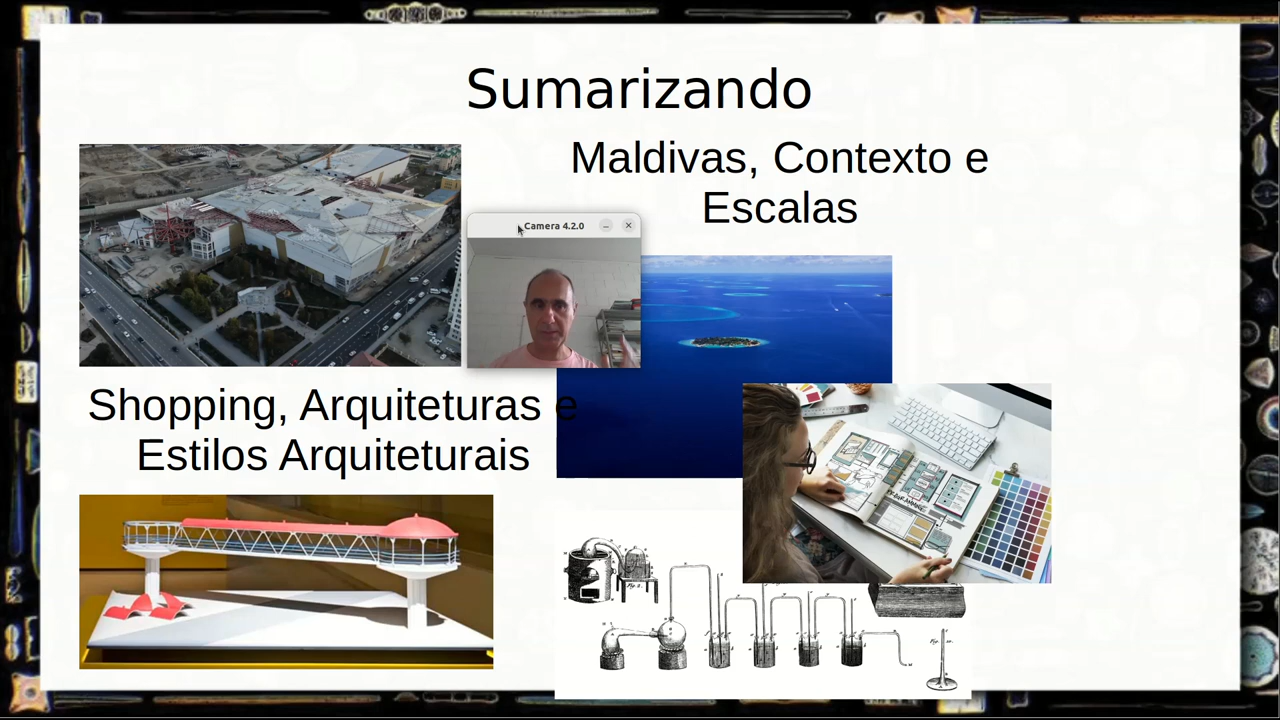 Sumarizando
Maldivas, Contexto e
Escalas
Camera 4.2.0
Shopping, Arquiteturas e
Estilos Arquiteturais